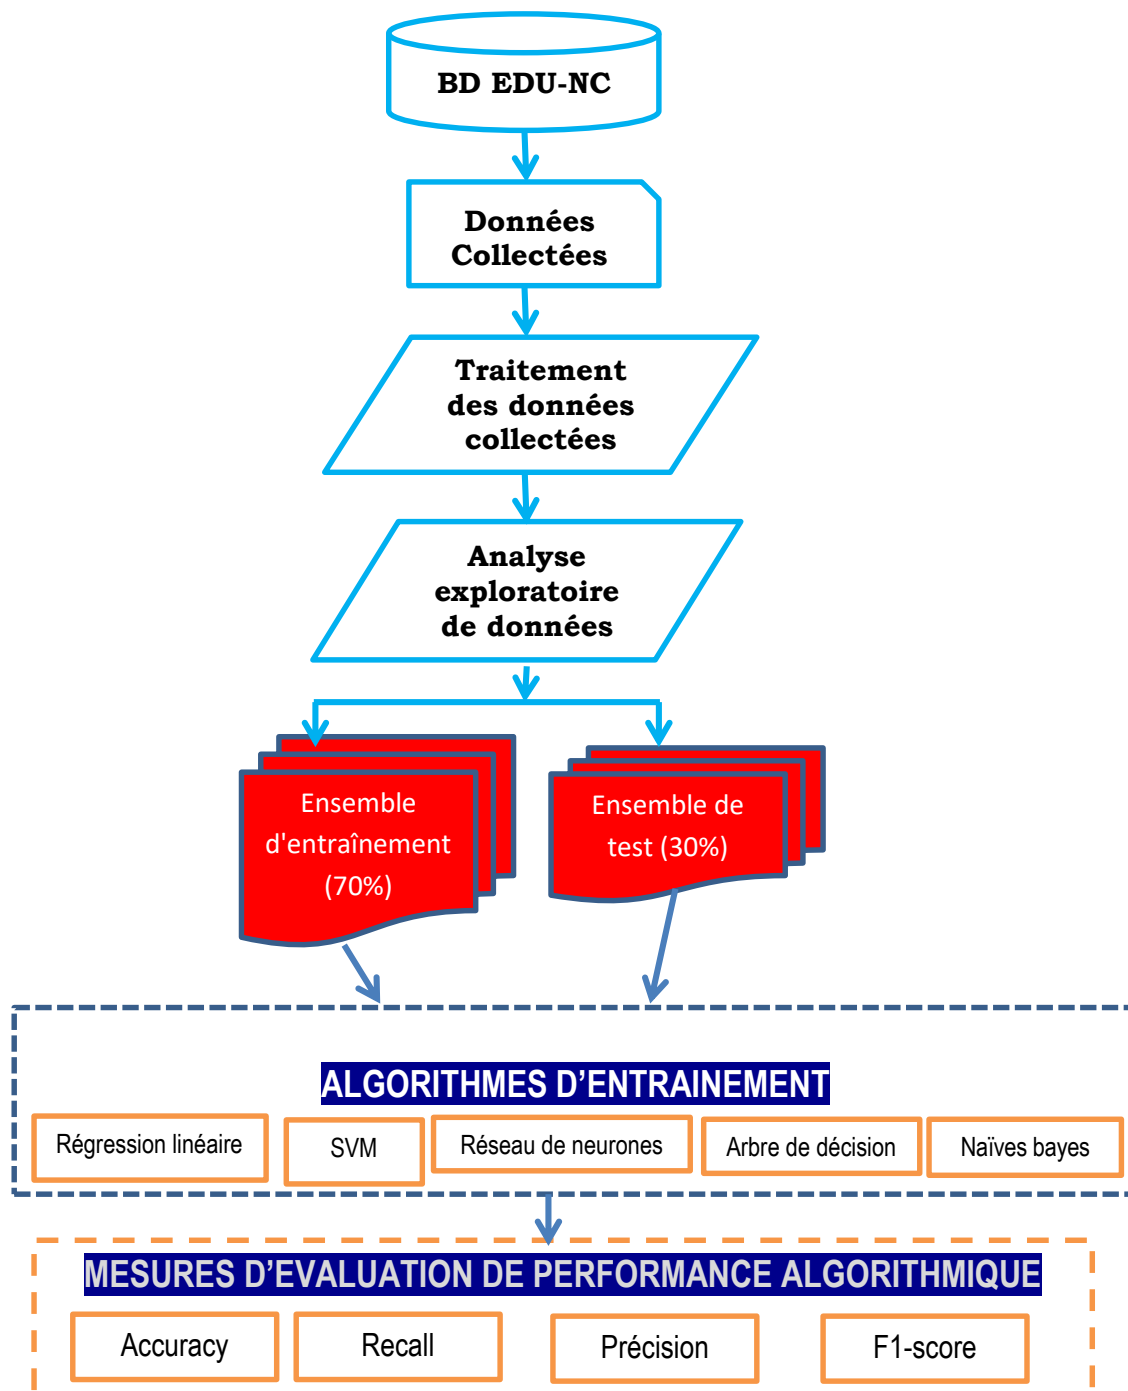 BD EDU-NC
Données
Collectées
Traitement
des données
collectées
Analyse
exploratoire
de données
Ensemble
d'entraînement
(70%)
Ensemble de
test (30%)
ALGORITHMES D’ENTRAINEMENT
Régression linéaire
SVM
Réseau de neurones
Arbre de décision
Naïves bayes
MESURES D’EVALUATION DE PERFORMANCE ALGORITHMIQUE
Accuracy
Recall
Précision
F1-score